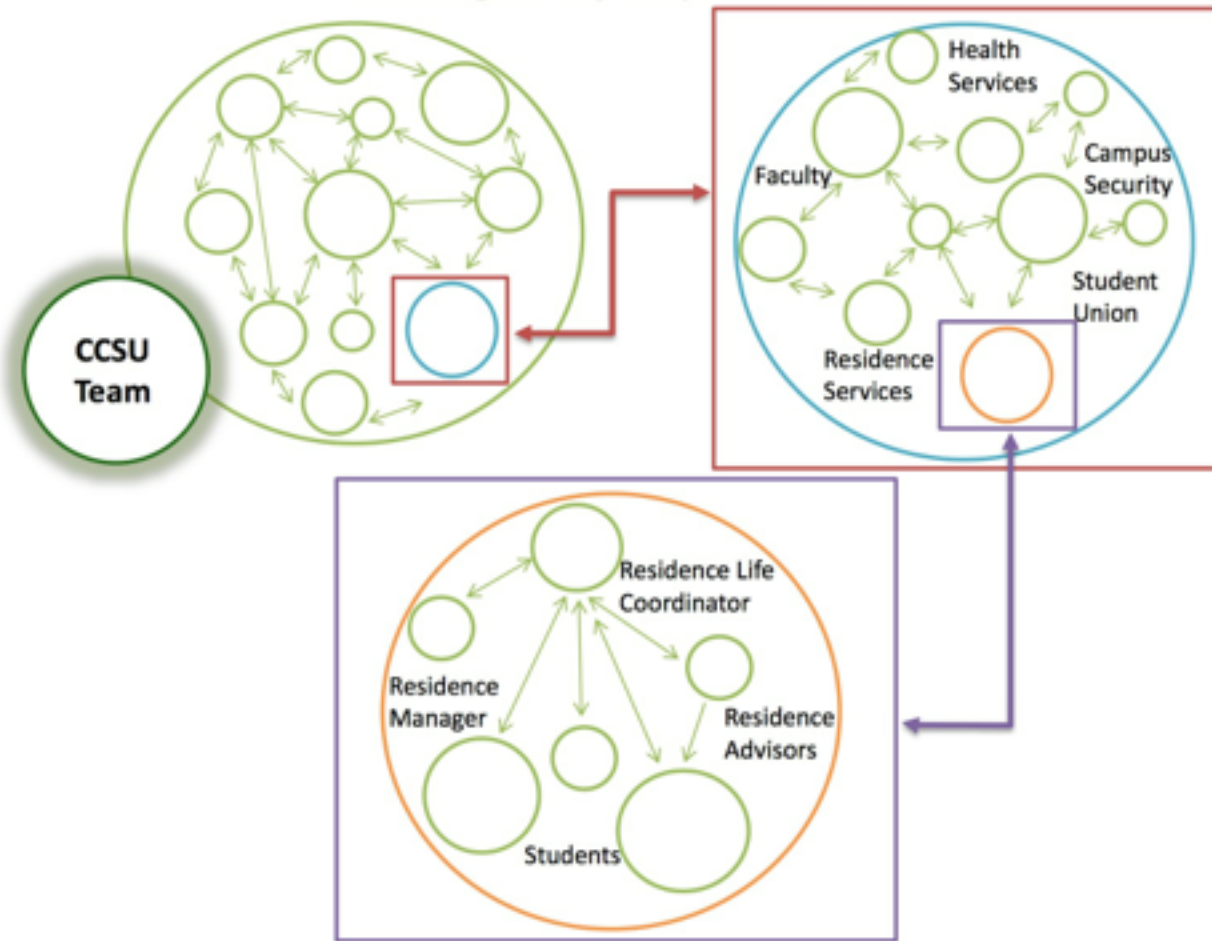 CCSU
Team
Health
Services
Faculty
Campus
Security
Student
Union
Residence
Services
Residence Life
Coordinator
Residence
Manager
Residence
Advisors
Students